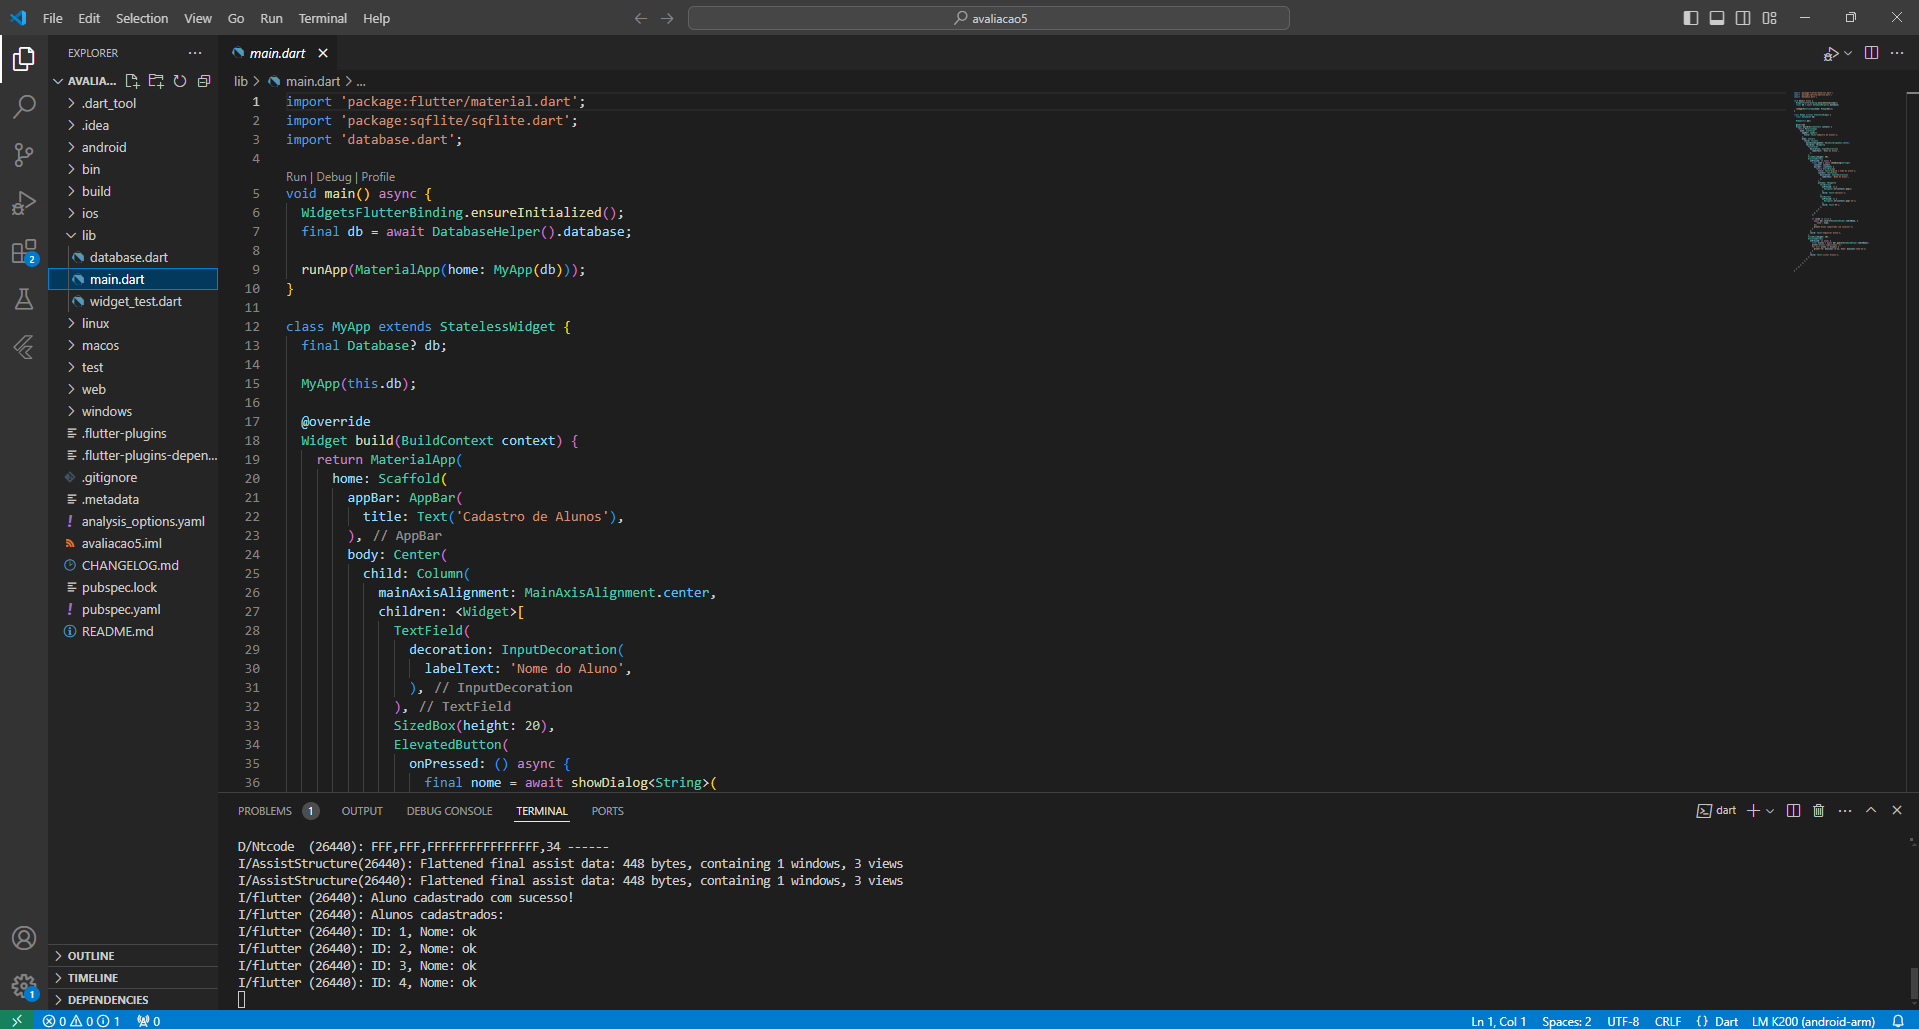 File Edit Selection View Go Run Terminal Help
avaliacao5
EXPLORER
AVALIA...
.dart_tool
.idea
android
bin
build
ios
lib
database.dart
main.dart
widget_test.dart
linux
macos
test
web
windows
.flutter-plugins
.flutter-plugins-depen...
.gitignore
.metadata
! analysis_options.yaml
avaliacao5.iml
CHANGELOG.md
pubspec.lock
! pubspec.yaml
README.md
OUTLINE
TIMELINE
DEPENDENCIES
2
1
main.dart
lib > main.dart > ...
1 import 'package:flutter/material.dart';
2 import 'package:sqflite/sqflite.dart';
3 import 'database.dart';
4
Run | Debug | Profile
5 void main() async {
6 WidgetsFlutterBinding.ensureInitialized();
7 final db = await DatabaseHelper().database;
8
9 runApp(MaterialApp(home: MyApp(db)));
10 }
11
12 class MyApp extends StatelessWidget {
13 final Database? db;
14
15 MyApp(this.db);
16
17 @override
18 Widget build(BuildContext context) {
19 return MaterialApp(
20 home: Scaffold(
21 appBar: AppBar(
22 title: Text('Cadastro de Alunos'),
23 ), // AppBar
24 body: Center(
25 child: Column(
26 mainAxisAlignment: MainAxisAlignment.center,
27 children: <Widget>[
28 TextField(
29 decoration: InputDecoration(
30 labelText: 'Nome do Aluno',
31 ), // InputDecoration
32 ), // TextField
33 SizedBox(height: 20),
34 ElevatedButton(
35 onPressed: () async {
36 final nome = await showDialog<String>(
PROBLEMS 1 OUTPUT DEBUG CONSOLE TERMINAL PORTS
dart
D/Ntcode  (26440): FFF,FFF,FFFFFFFFFFFFFFF,34 ------
I/AssistStructure(26440): Flattened final assist data: 448 bytes, containing 1 windows, 3 views
I/AssistStructure(26440): Flattened final assist data: 448 bytes, containing 1 windows, 3 views
I/flutter (26440): Aluno cadastrado com sucesso!
I/flutter (26440): Alunos cadastrados:
I/flutter (26440): ID: 1, Nome: ok
I/flutter (26440): ID: 2, Nome: ok
I/flutter (26440): ID: 3, Nome: ok
I/flutter (26440): ID: 4, Nome: ok
0 0 1 0
Ln 1, Col 1 Spaces: 2 UTF-8 CRLF {} Dart LM K200 (android-arm)